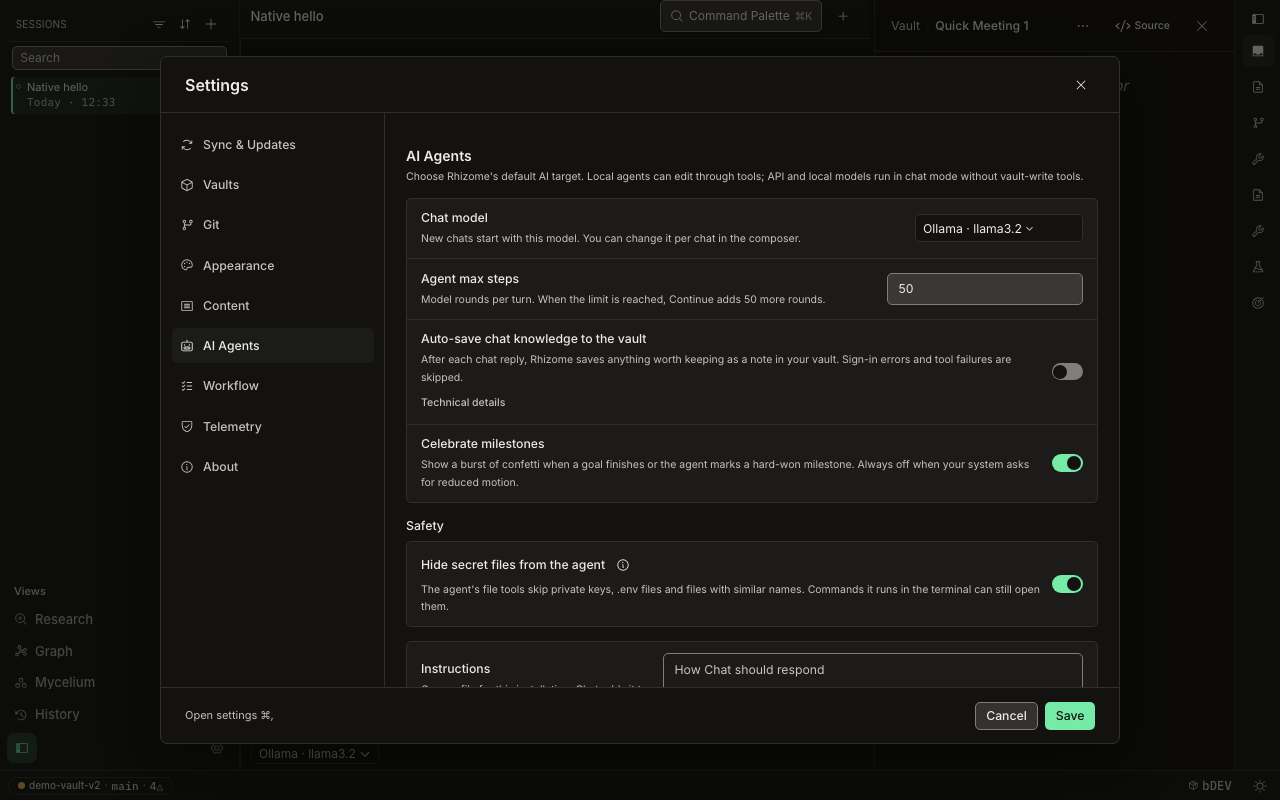 SESSIONS
Search
Native hello
Today · 12:33
Native hello
Command Palette ⌘K
Vault
Quick Meeting 1
</> Source
or
Settings
Sync & Updates
Vaults
Git
Appearance
Content
AI Agents
Workflow
Telemetry
About
AI Agents
Choose Rhizome's default AI target. Local agents can edit through tools; API and local models run in chat mode without vault-write tools.
Chat model
New chats start with this model. You can change it per chat in the composer.
Ollama · llama3.2
Agent max steps
Model rounds per turn. When the limit is reached, Continue adds 50 more rounds.
50
Auto-save chat knowledge to the vault
After each chat reply, Rhizome saves anything worth keeping as a note in your vault. Sign-in errors and tool failures are
skipped.
Technical details
Celebrate milestones
Show a burst of confetti when a goal finishes or the agent marks a hard-won milestone. Always off when your system asks
for reduced motion.
Safety
Hide secret files from the agent
The agent's file tools skip private keys, .env files and files with similar names. Commands it runs in the terminal can still open
them.
Instructions
How Chat should respond
Open settings ⌘,
Cancel
Save
Views
Research
Graph
Mycelium
History
Ollama · llama3.2
demo-vault-v2 · main · 4△
bDEV